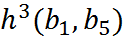 h³(b₁, b₅)